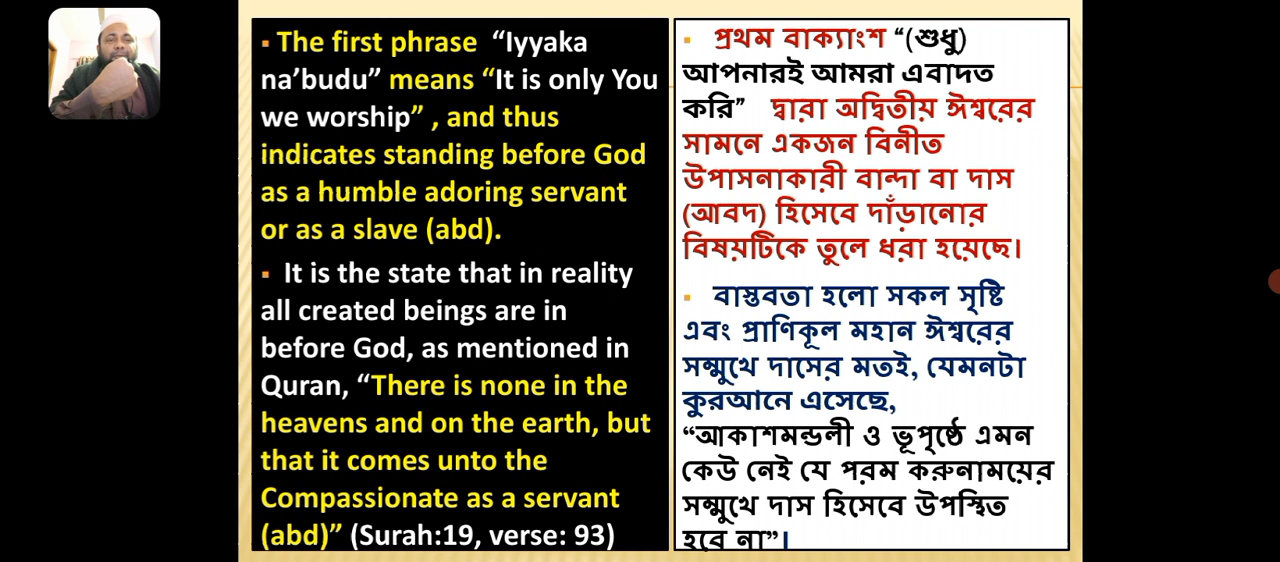 ▪ The first phrase “Iyyaka
na’budu” means “It is only You
we worship” , and thus
indicates standing before God
as a humble adoring servant
or as a slave (abd).
▪ It is the state that in reality
all created beings are in
before God, as mentioned in
Quran, “There is none in the
heavens and on the earth, but
that it comes unto the
Compassionate as a servant
(abd)” (Surah:19, verse: 93)
▪ প্রথম বাক্যাংশ “(শুধু)
আপনারই আমরা এবাদত
করি” দ্বারা অদ্বিতীয় ঈশ্বরের
সামনে একজন বিনীত
উপাসনাকারী বান্দা বা দাস
(আবদ) হিসেবে দাঁড়ানোর
বিষয়টিকে তুলে ধরা হয়েছে।
▪ বাস্তবতা হলো সকল সৃষ্টি
এবং প্রাণিকূল মহান ঈশ্বরের
সম্মুখে দাসের মতই, যেমনটা
কুরআনে এসেছে,
“আকাশমন্ডলী ও ভূপৃষ্ঠে এমন
কেউ নেই যে পরম করুনাময়ের
সম্মুখে দাস হিসেবে উপস্থিত
হবে না”।